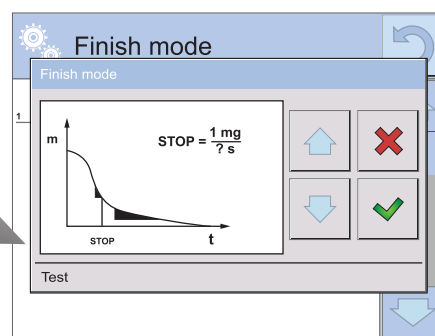 Finish mode
Finish mode
1
m
STOP = 1 mg
? s
STOP
t
Test